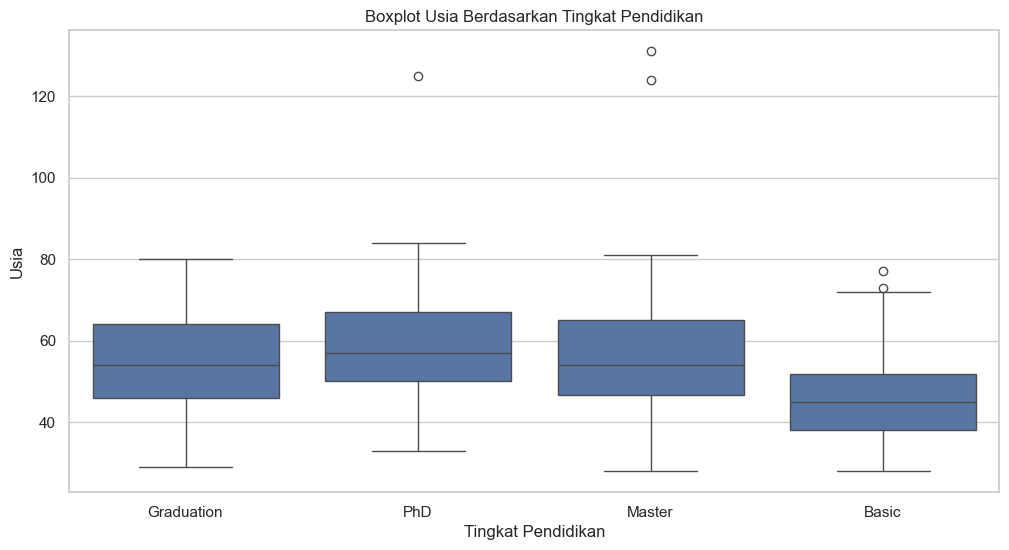 Boxplot Usia Berdasarkan Tingkat Pendidikan
120
100
80
60
40
Usia
Graduation PhD Master Basic
Tingkat Pendidikan